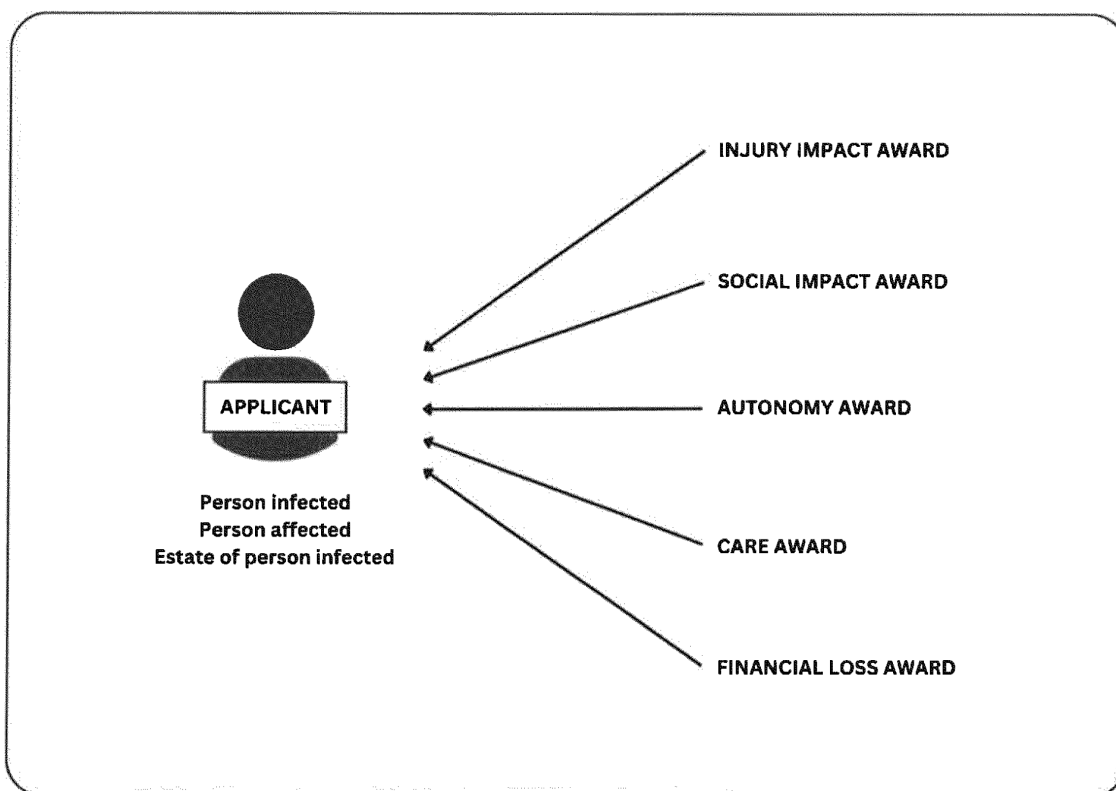 INJURY IMPACT AWARD
SOCIAL IMPACT AWARD
APPLICANT
AUTONOMY AWARD
Person infected
Person affected
Estate of person infected
CARE AWARD
FINANCIAL LOSS AWARD